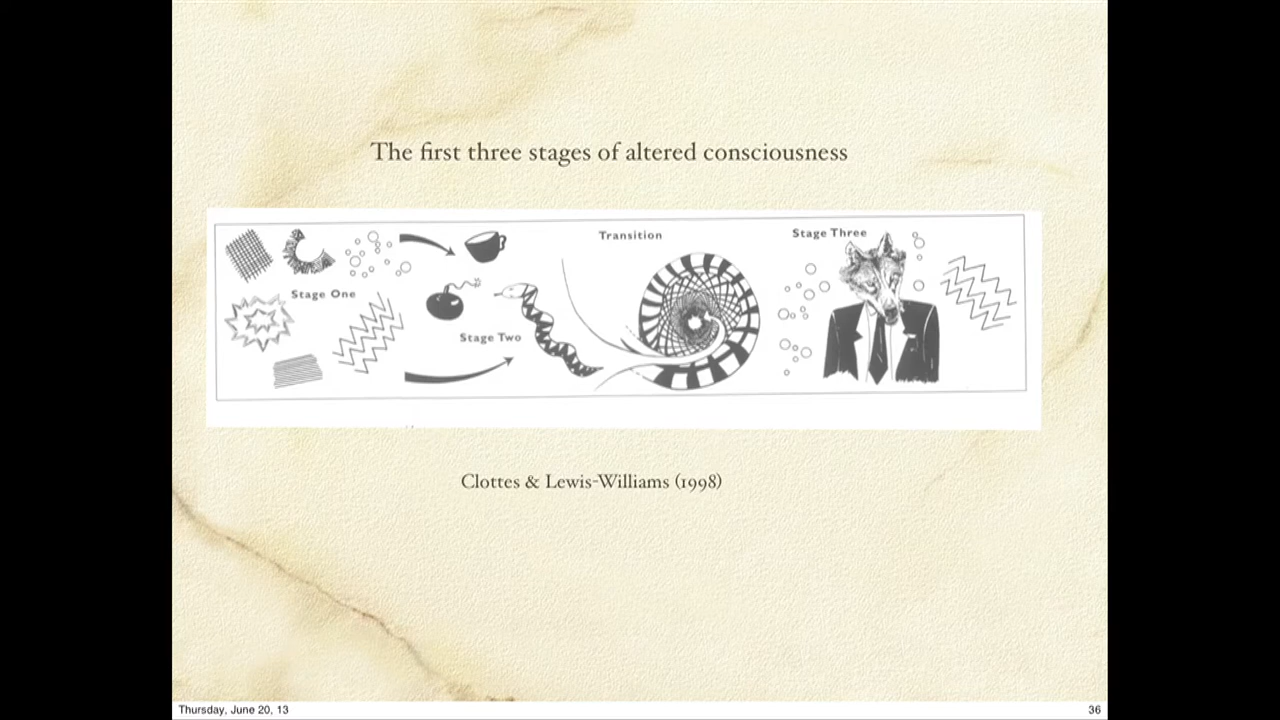 The first three stages of altered consciousness
Stage One
Stage Two
Transition
Stage Three
Clottes & Lewis-Williams (1998)
Thursday, June 20, 13
36